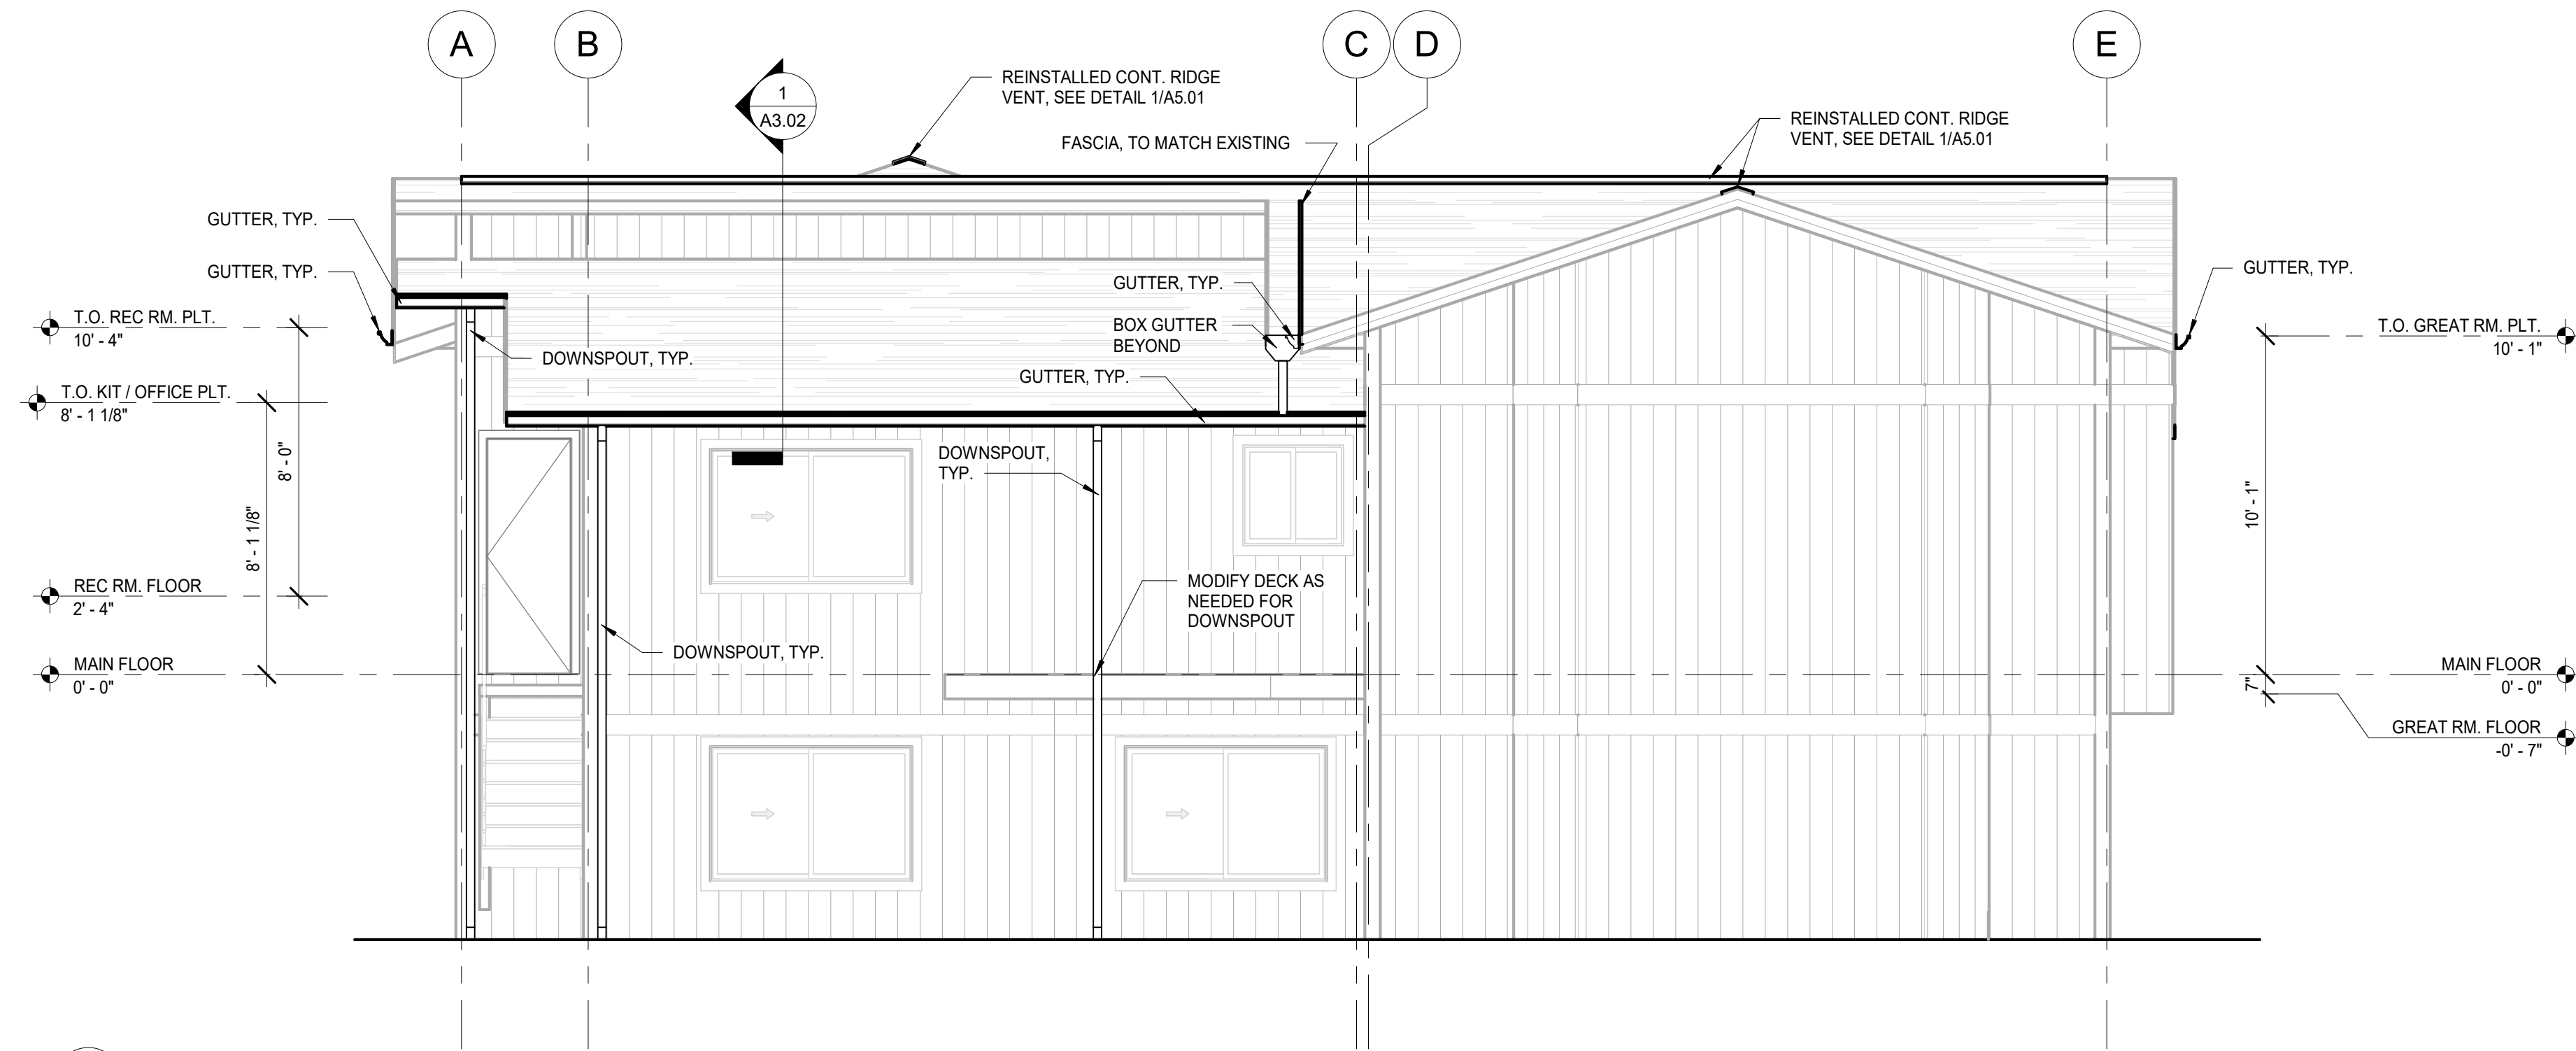 A
B
C
D
E
1
A3.02
REINSTALLED CONT. RIDGE
VENT, SEE DETAIL 1/A5.01
FASCIA, TO MATCH EXISTING
REINSTALLED CONT. RIDGE
VENT, SEE DETAIL 1/A5.01
GUTTER, TYP.
GUTTER, TYP.
GUTTER, TYP.
GUTTER, TYP.
BOX GUTTER
BEYOND
T.O. REC RM. PLT.
10' - 4"
DOWNSPOUT, TYP.
GUTTER, TYP.
T.O. GREAT RM. PLT.
10' - 1"
T.O. KIT / OFFICE PLT.
8' - 1 1/8"
8' - 0"
8' - 1 1/8"
DOWNSPOUT,
TYP.
10' - 1"
REC RM. FLOOR
2' - 4"
MODIFY DECK AS
NEEDED FOR
DOWNSPOUT
DOWNSPOUT, TYP.
MAIN FLOOR
0' - 0"
MAIN FLOOR
0' - 0"
7"
GREAT RM. FLOOR
-0' - 7"